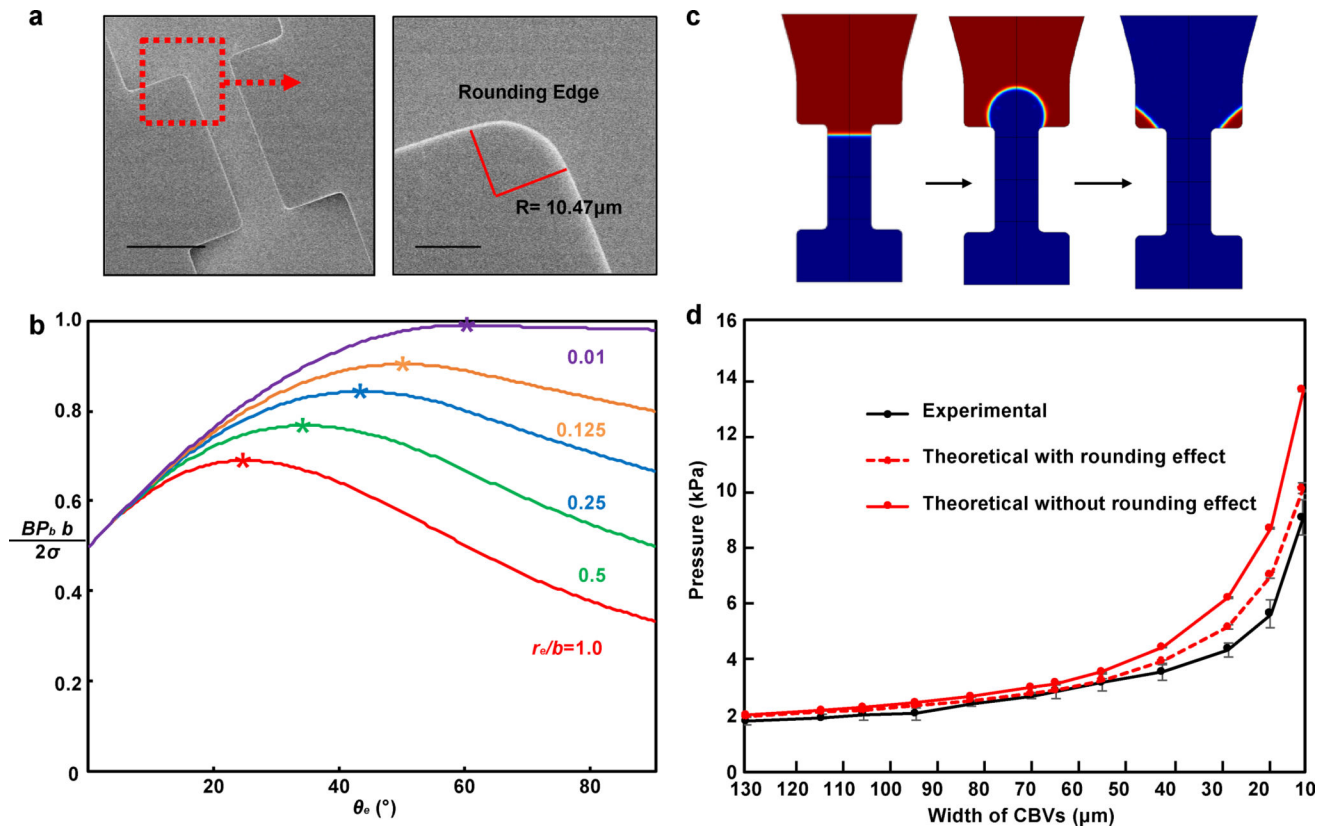 a
Rounding Edge
R= 10.47μm
c
b
BPb b
2σ
1.0
0.8
0.6
0.4
0.2
0
0.01
0.125
0.25
0.5
re/b=1.0
20
40
60
80
θe (°)
d
Pressure (kPa)
16
14
12
10
8
6
4
2
0
Experimental
Theoretical with rounding effect
Theoretical without rounding effect
130 120 110 100 90 80 70 60 50 40 30 20 10
Width of CBVs (μm)